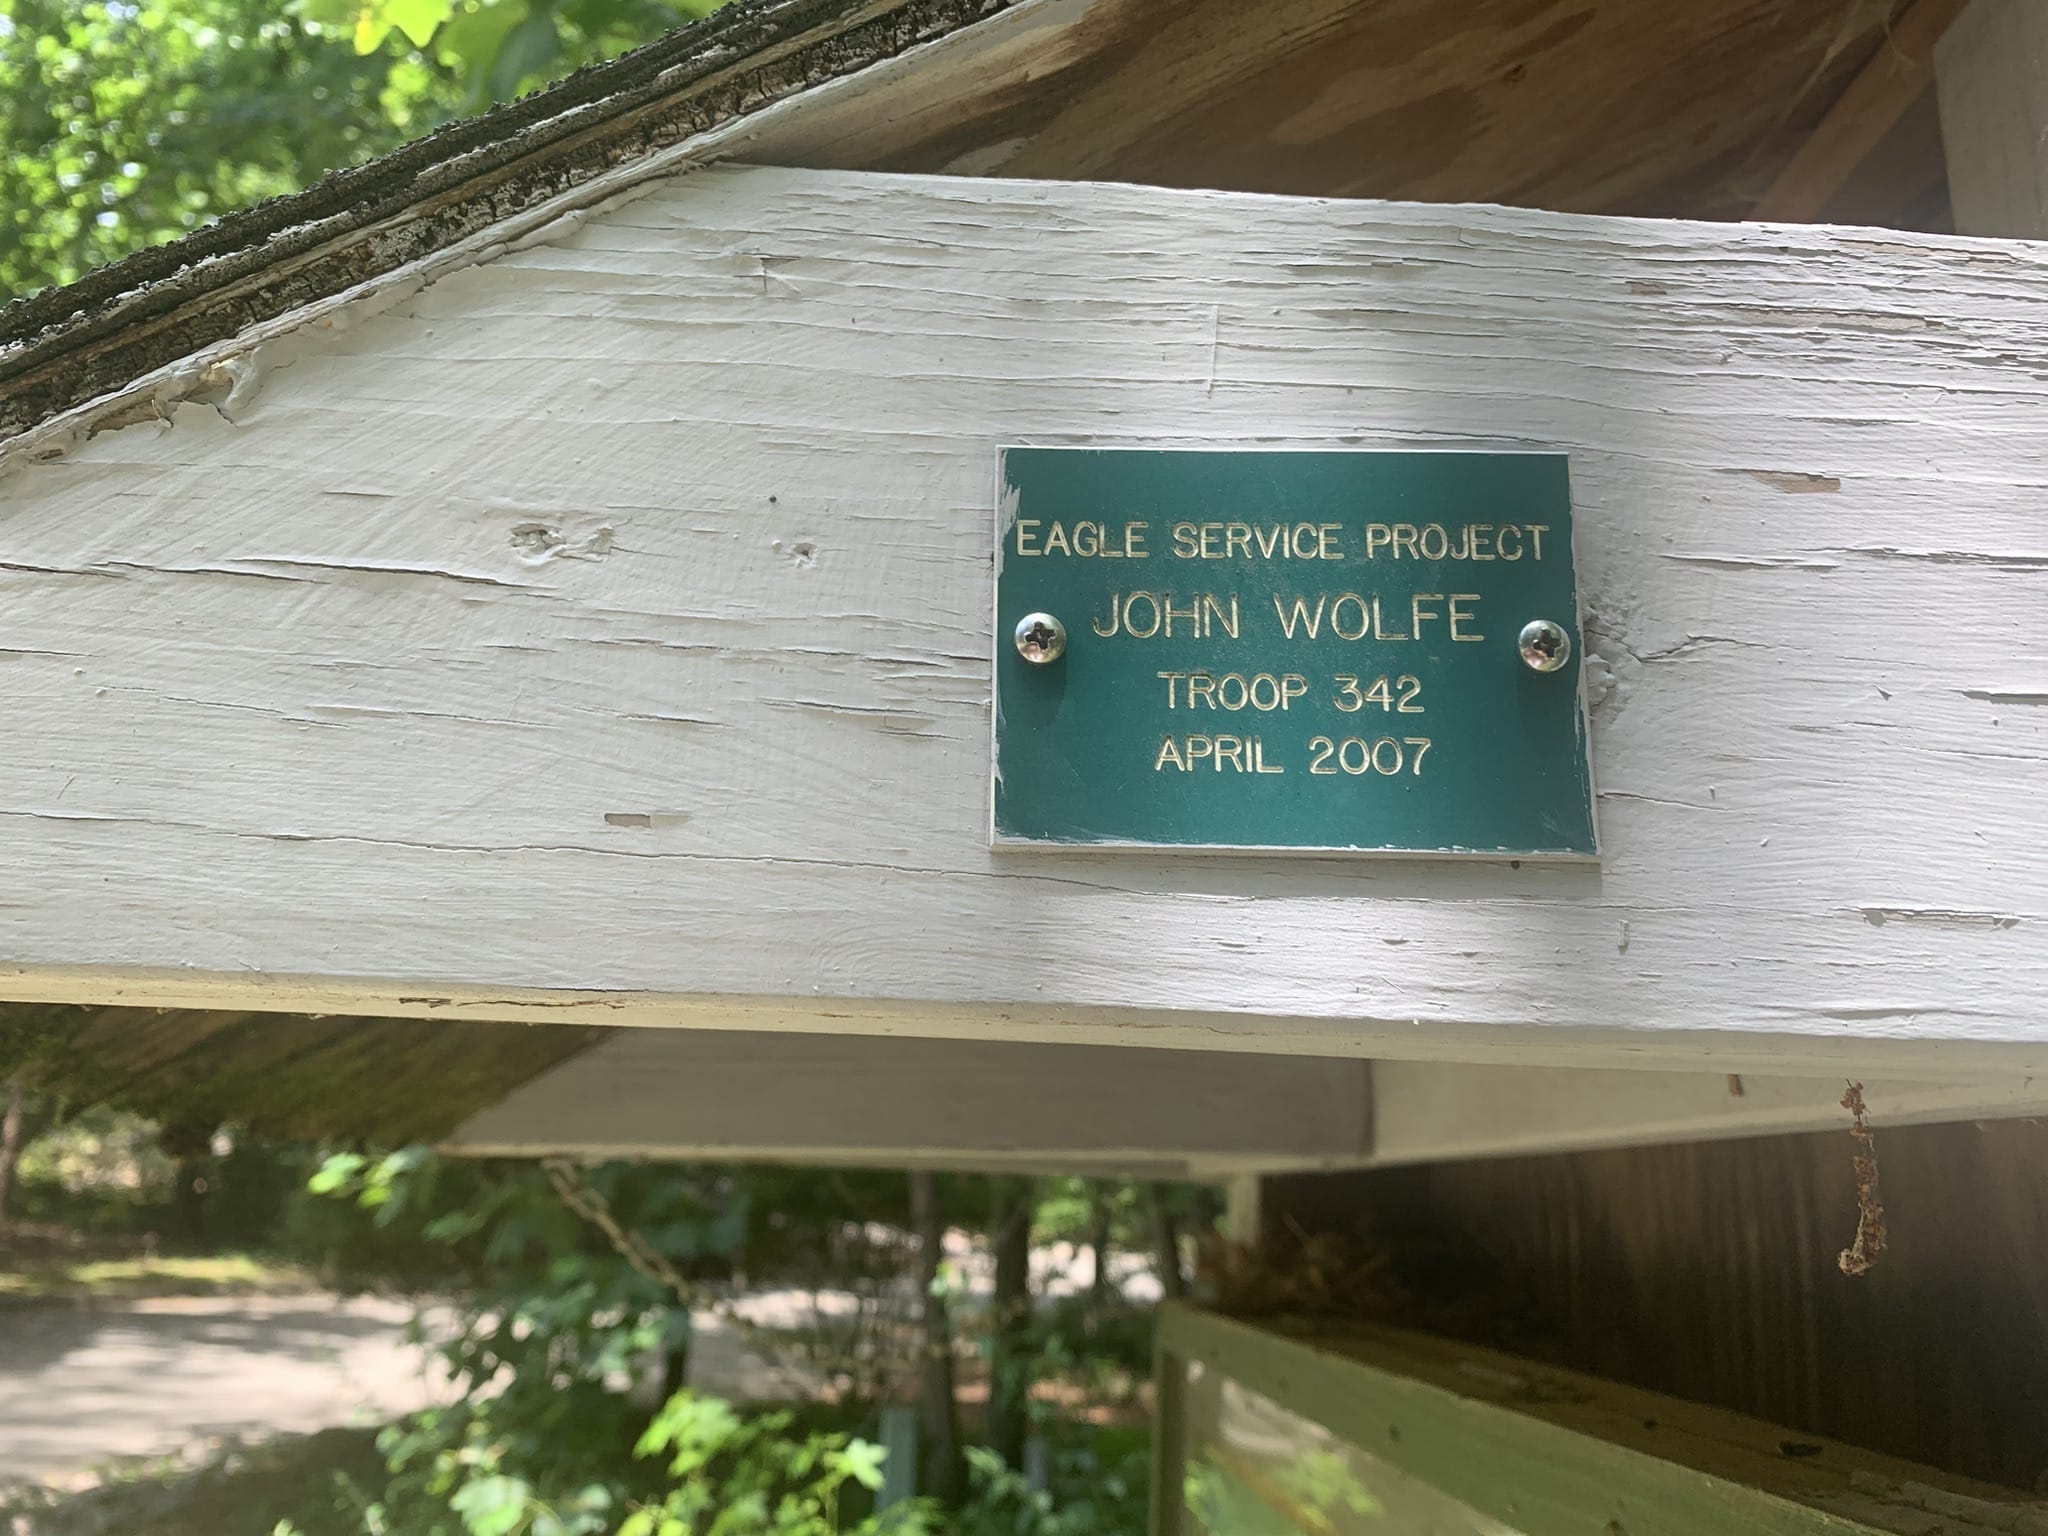 EAGLE SERVICE PROJECT
JOHN WOLFE
TROOP 342
APRIL 2007